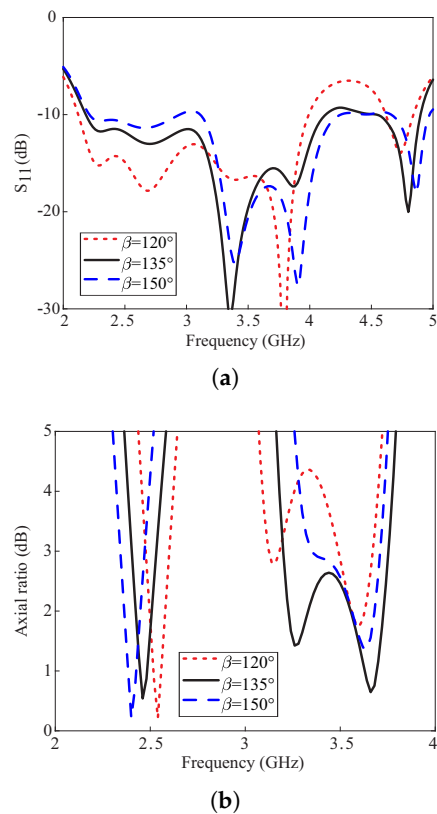 0
-10
-20
-30
S11 (dB)
β=120°
β=135°
β=150°
2 2.5 3 3.5 4 4.5 5
Frequency (GHz)
(a)
5
4
3
2
1
0
Axial ratio (dB)
β=120°
β=135°
β=150°
2 2.5 3 3.5 4
Frequency (GHz)
(b)